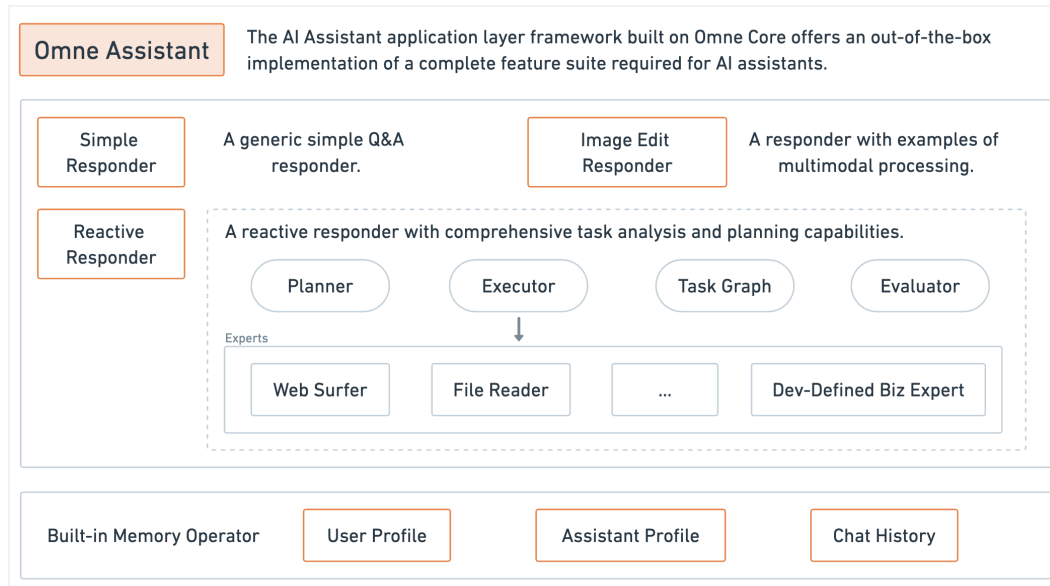 Omne Assistant
The AI Assistant application layer framework built on Omne Core offers an out-of-the-box
implementation of a complete feature suite required for AI assistants.
Simple
Responder
A generic simple Q&A
responder.
Image Edit
Responder
A responder with examples of
multimodal processing.
Reactive
Responder
A reactive responder with comprehensive task analysis and planning capabilities.
Planner
Executor
Task Graph
Evaluator
Experts
Web Surfer
File Reader
...
Dev-Defined Biz Expert
Built-in Memory Operator
User Profile
Assistant Profile
Chat History